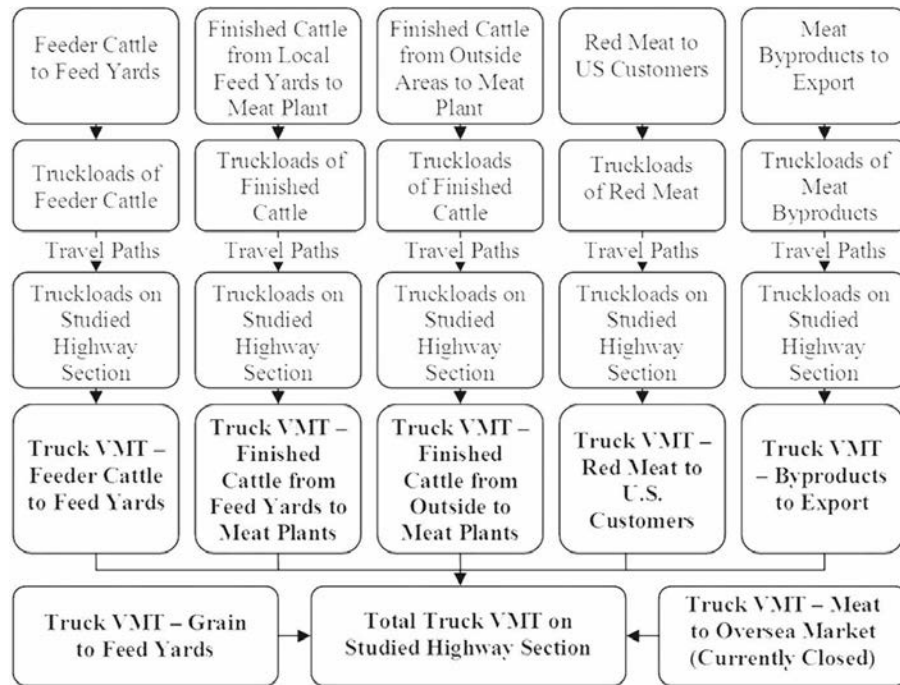 Feeder Cattle
to Feed Yards
Finished Cattle
from Local
Feed Yards to
Meat Plant
Finished Cattle
from Outside
Areas to Meat
Plant
Red Meat to
US Customers
Meat
Byproducts to
Export
Truckloads of
Feeder Cattle
Truckloads of
Finished
Cattle
Truckloads
of Finished
Cattle
Truckloads
of Red Meat
Truckloads of
Meat
Byproducts
Travel Paths
Travel Paths
Travel Paths
Travel Paths
Travel Paths
Truckloads on
Studied
Highway
Section
Truckloads on
Studied
Highway
Section
Truckloads on
Studied
Highway
Section
Truckloads on
Studied
Highway
Section
Truckloads on
Studied
Highway
Section
Truck VMT –
Feeder Cattle
to Feed Yards
Truck VMT –
Finished
Cattle from
Feed Yards to
Meat Plants
Truck VMT –
Finished
Cattle from
Outside to
Meat Plants
Truck VMT –
Red Meat to
U.S.
Customers
Truck VMT
– Byproducts
to Export
Truck VMT – Grain
to Feed Yards
Total Truck VMT on
Studied Highway Section
Truck VMT – Meat
to Oversea Market
(Currently Closed)